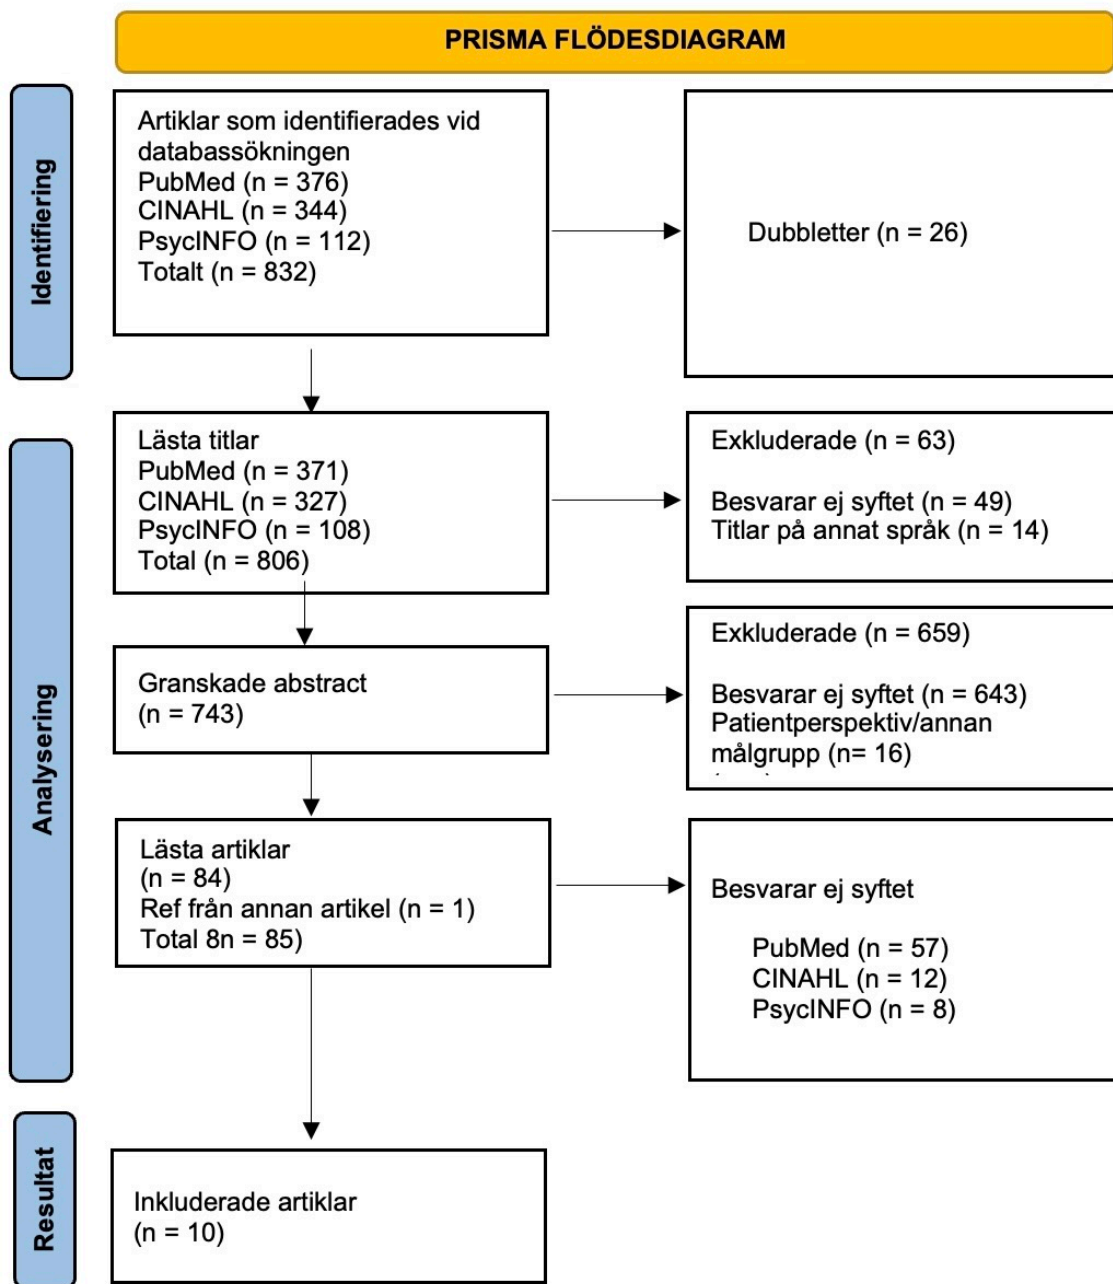 PRISMA FLÖDESDIAGRAM
Identifiering
Artiklar som identifierades vid
databassökningen
PubMed (n = 376)
CINAHL (n = 344)
PsycINFO (n = 112)
Totalt (n = 832)
Dubbletter (n = 26)
Analysering
Lästa titlar
PubMed (n = 371)
CINAHL (n = 327)
PsycINFO (n = 108)
Total (n = 806)
Exkluderade (n = 63)
Besvarar ej syftet (n = 49)
Titlar på annat språk (n = 14)
Granskade abstract
(n = 743)
Exkluderade (n = 659)
Besvarar ej syftet (n = 643)
Patientperspektiv/annan
målgrupp (n= 16)
Lästa artiklar
(n = 84)
Ref från annan artikel (n = 1)
Total 8n = 85)
Besvarar ej syftet
PubMed (n = 57)
CINAHL (n = 12)
PsycINFO (n = 8)
Resultat
Inkluderade artiklar
(n = 10)